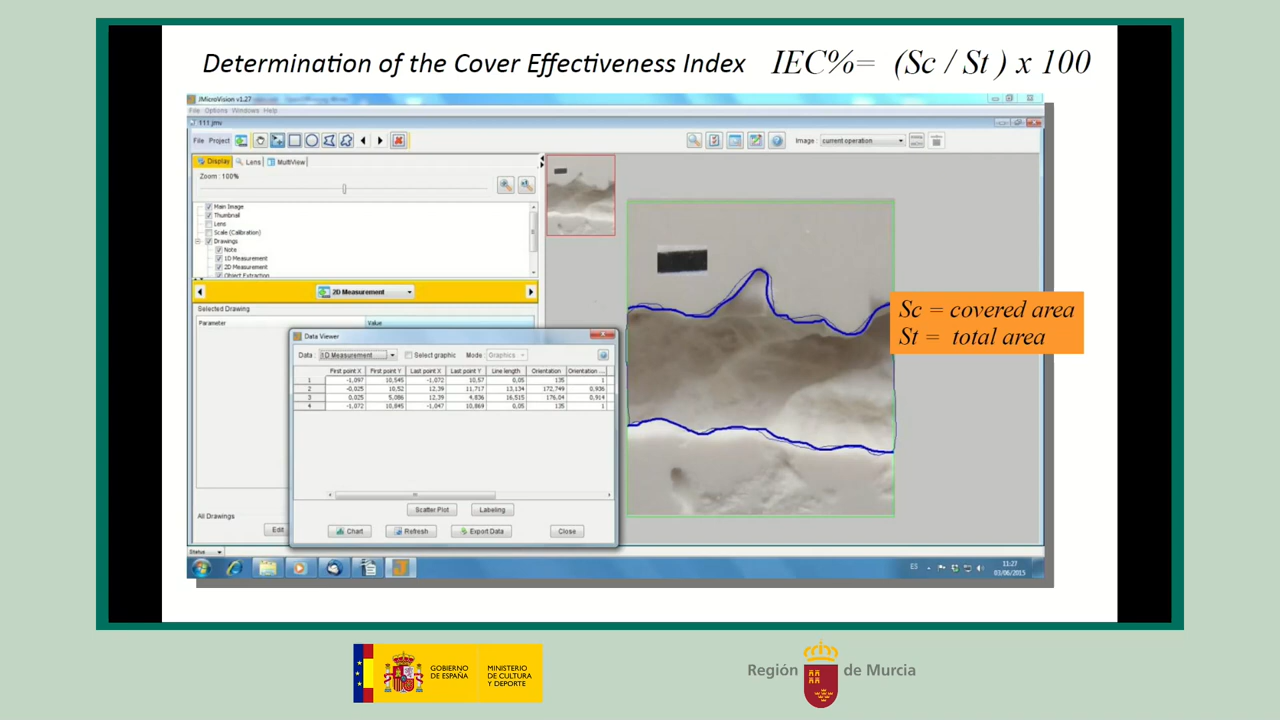 Determination of the Cover Effectiveness Index IEC%= (Sc / St ) x 100
JMicroVision v1.27
File Options Windows Help
111.jmv
File Project
Image : current operation
Display Lens MultiView
Zoom : 100%
Main Image
Thumbnail
Lens
Scale (Calibration)
Drawings
Note
1D Measurement
2D Measurement
Object Extraction
2D Measurement
Selected Drawing
Parameter Value
Sc = covered area
St = total area
Data Viewer
Data : 1D Measurement Select graphic Mode Graphics
First point X First point Y Last point X Last point Y Line length Orientation Orientation ...
1 -1,097 10,545 -1,072 10,57 0,05 135 1
2 -0,025 10,52 12,39 11,717 13,134 172,749 0,936
3 0,025 5,086 12,39 4,836 16,515 176,04 0,914
4 -1,072 10,845 -1,047 10,869 0,05 135 1
Scatter Plot Labeling
Chart Refresh Export Data Close
All Drawings
Edit
Status
ES
11:27
03/06/2015
GOBIERNO
DE ESPAÑA
MINISTERIO
DE CULTURA
Y DEPORTE
Región de Murcia